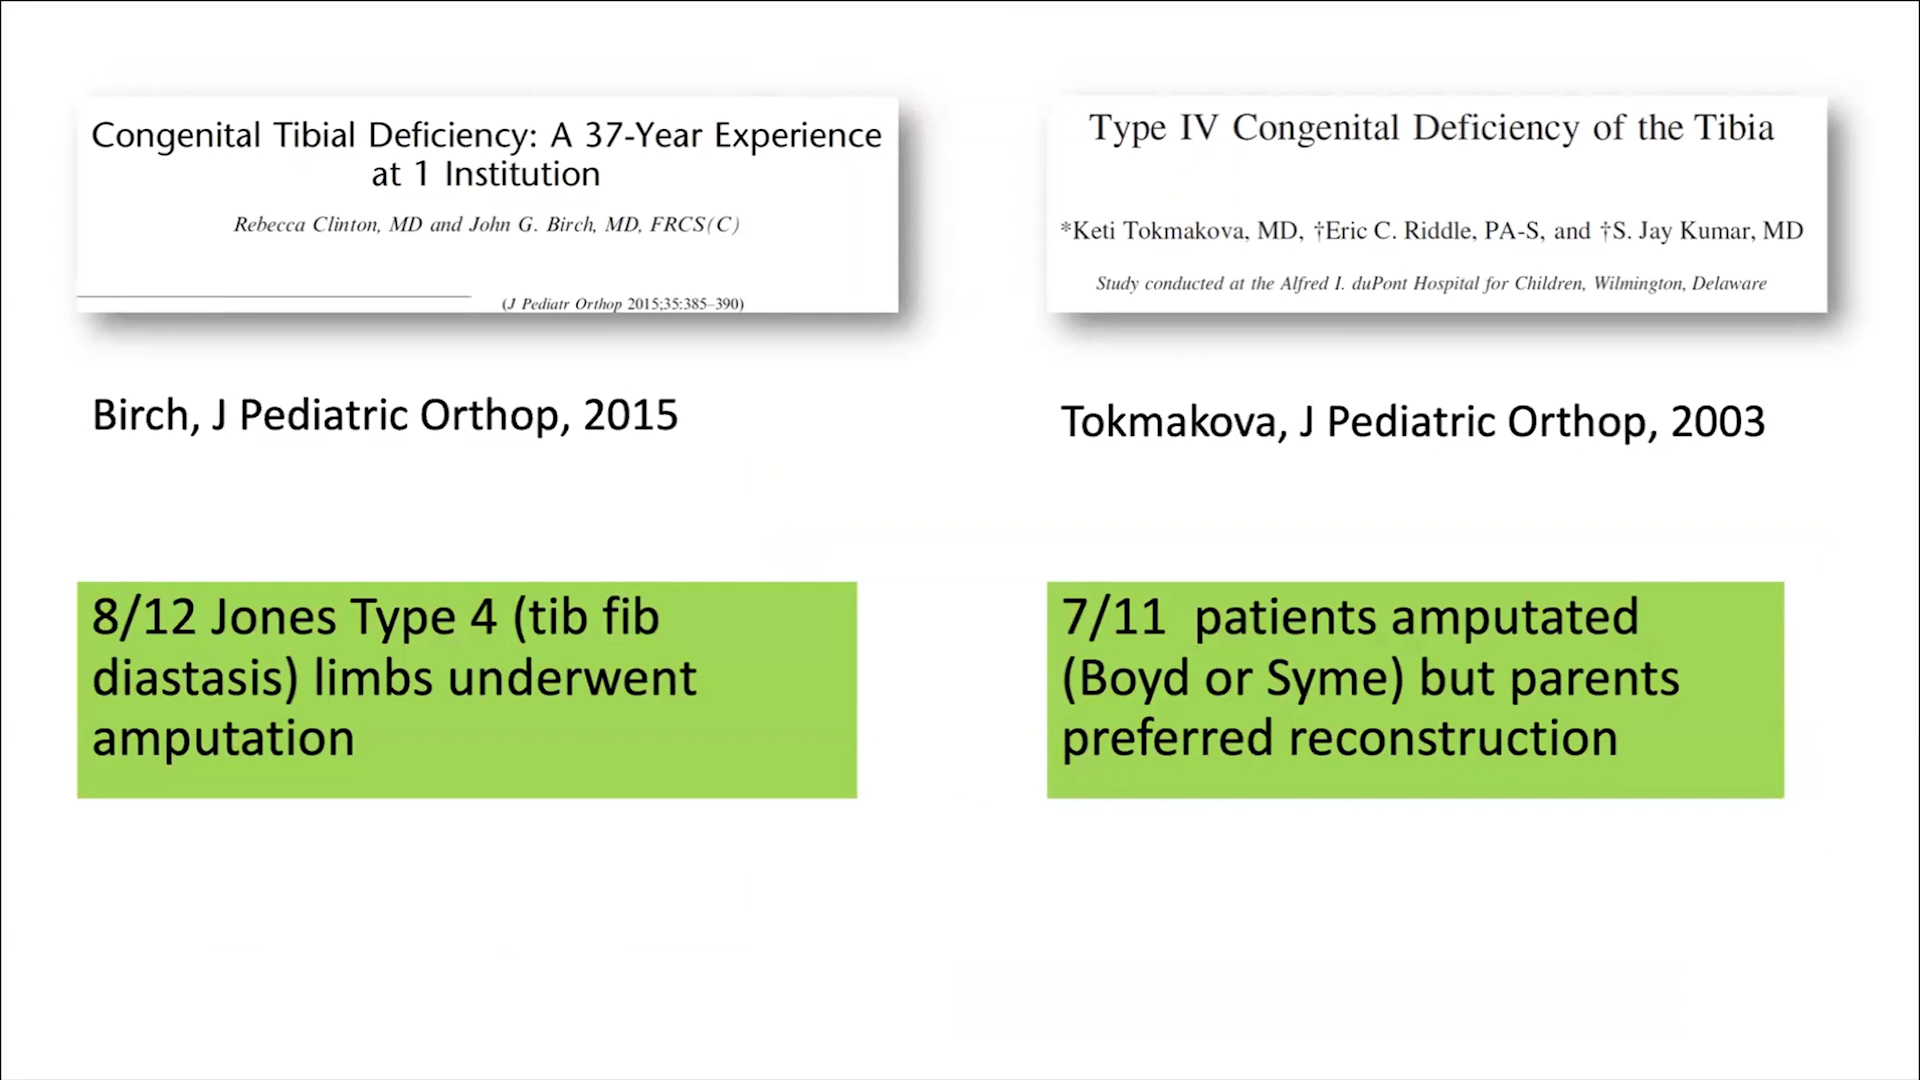 Congenital Tibial Deficiency: A 37-Year Experience
at 1 Institution
Rebecca Clinton, MD and John G. Birch, MD, FRCS(C)
(J Pediatr Orthop 2015;35:385–390)
Birch, J Pediatric Orthop, 2015
8/12 Jones Type 4 (tib fib
diastasis) limbs underwent
amputation
Type IV Congenital Deficiency of the Tibia
*Keti Tokmakova, MD, †Eric C. Riddle, PA-S, and †S. Jay Kumar, MD
Study conducted at the Alfred I. duPont Hospital for Children, Wilmington, Delaware
Tokmakova, J Pediatric Orthop, 2003
7/11  patients amputated
(Boyd or Syme) but parents
preferred reconstruction